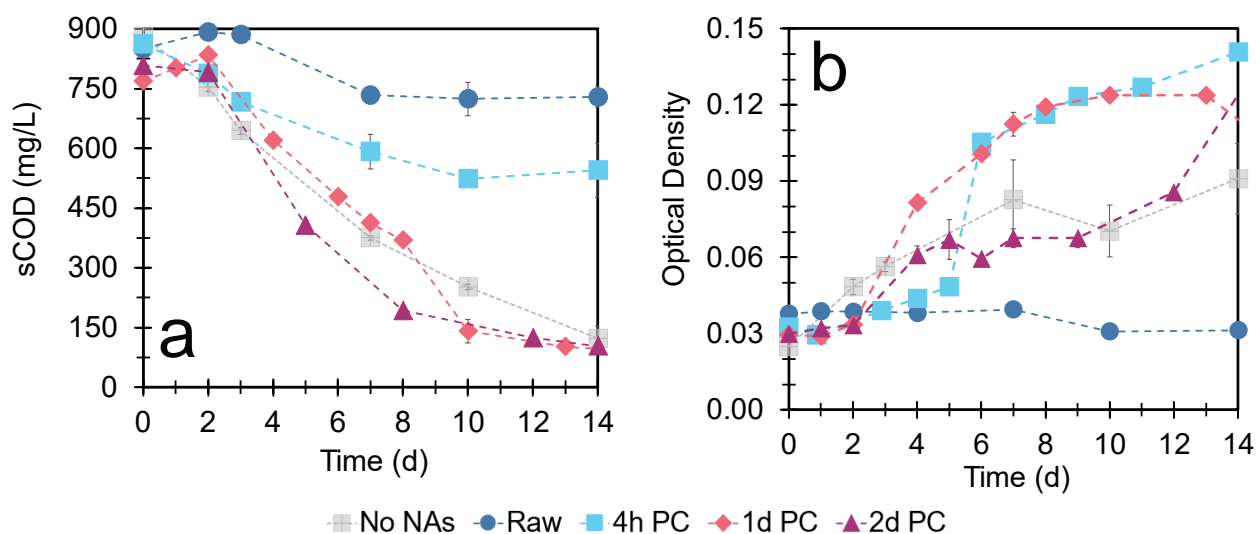 900
750
600
450
300
150
0
sCOD (mg/L)
a
0 2 4 6 8 10 12 14
Time (d)
0.15
0.12
0.09
0.06
0.03
0.00
Optical Density
b
0 2 4 6 8 10 12 14
Time (d)
No NAs Raw 4h PC 1d PC 2d PC